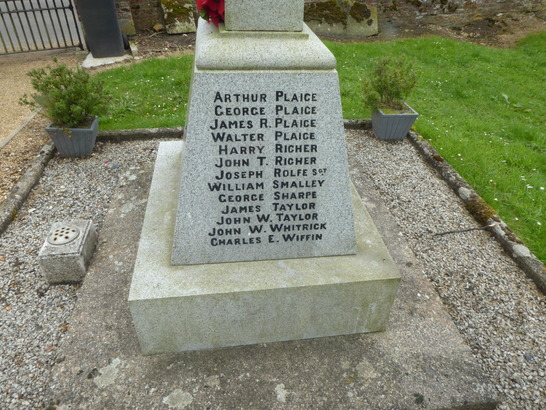 ARTHUR PLAICE
GEORGE PLAICE
JAMES R. PLAICE
WALTER PLAICE
HARRY RICHER
JOHN T. RICHER
JOSEPH ROLFE SGT
WILLIAM SMALLEY
GEORGE SHARPE
JAMES TAYLOR
JOHN W. TAYLOR
JOHN W. WHITRICK
CHARLES E. WIFFIN